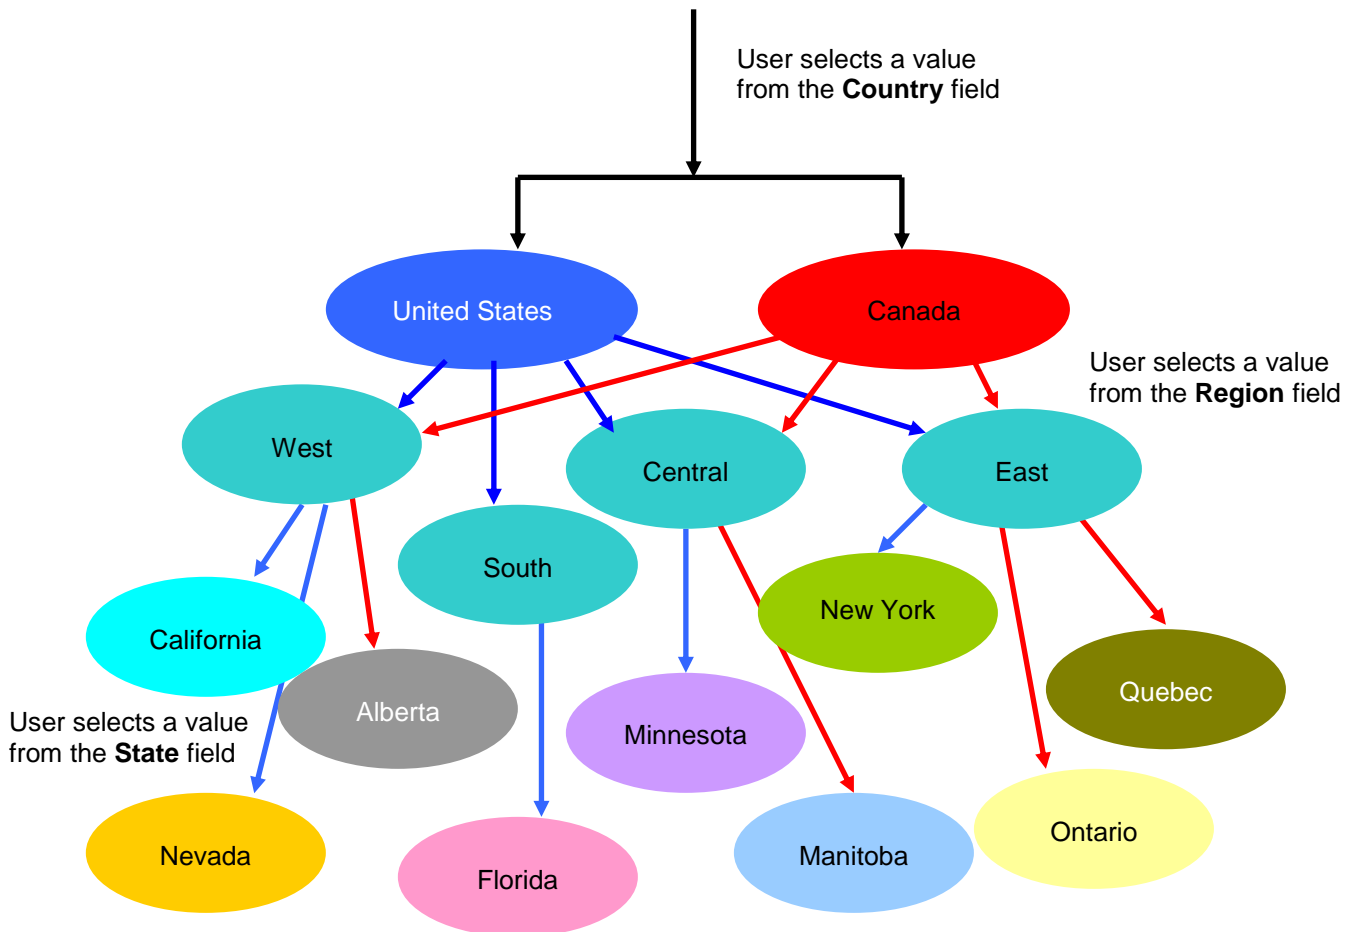 User selects a value
from the Country field
United States
Canada
User selects a value
from the Region field
West
Central
East
South
New York
California
Quebec
Alberta
User selects a value
from the State field
Minnesota
Ontario
Nevada
Manitoba
Florida